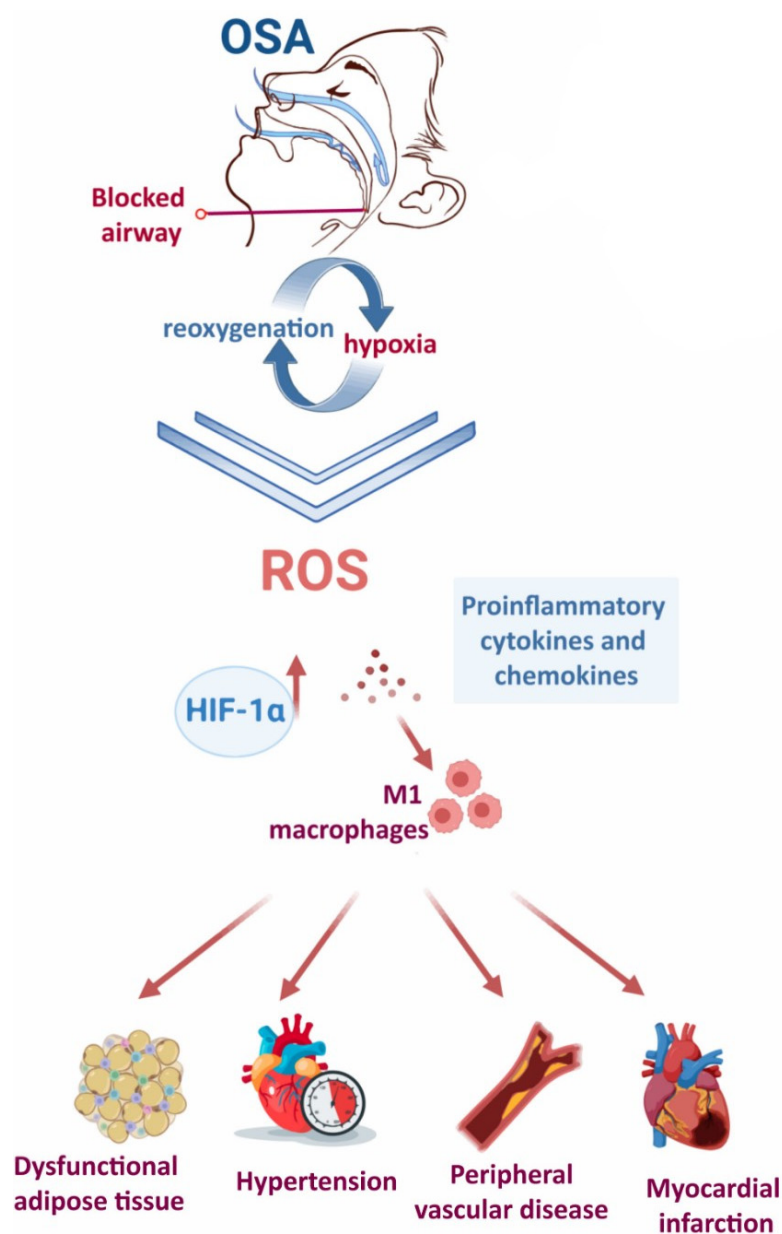 OSA
Blocked
airway
reoxygenation
hypoxia
ROS
Proinflammatory
cytokines and
chemokines
HIF-1α
M1
macrophages
Dysfunctional
adipose tissue
Hypertension
Peripheral
vascular disease
Myocardial
infarction